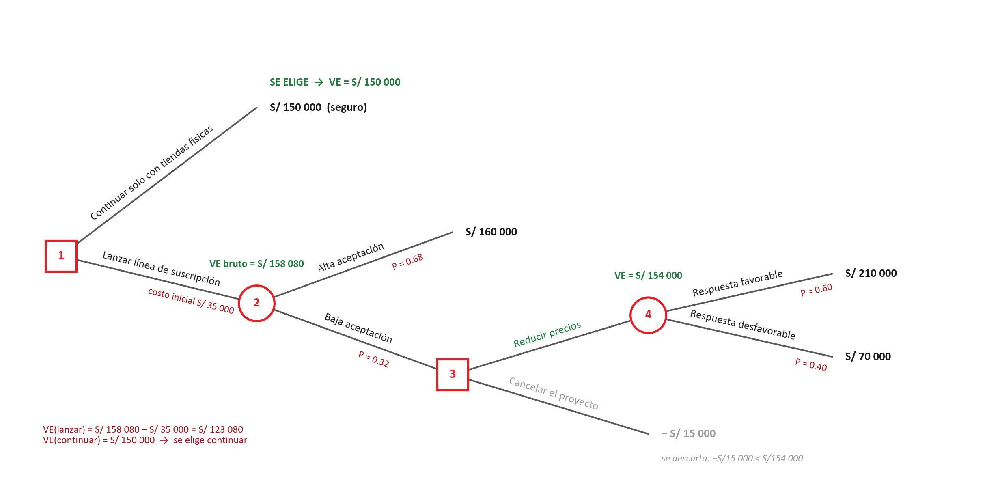 SE ELIGE → VE = S/ 150 000
S/ 150 000 (seguro)
Continuar solo con tiendas físicas
1
Lanzar línea de suscripción
costo inicial S/ 35 000
VE bruto = S/ 158 080
2
Alta aceptación
P = 0.68
S/ 160 000
Baja aceptación
P = 0.32
3
Reducir precios
VE = S/ 154 000
4
Respuesta favorable
P = 0.60
S/ 210 000
Respuesta desfavorable
P = 0.40
S/ 70 000
Cancelar el proyecto
– S/ 15 000
se descarta: –S/15 000 < S/154 000
VE(lanzar) = S/ 158 080 – S/ 35 000 = S/ 123 080
VE(continuar) = S/ 150 000 → se elige continuar